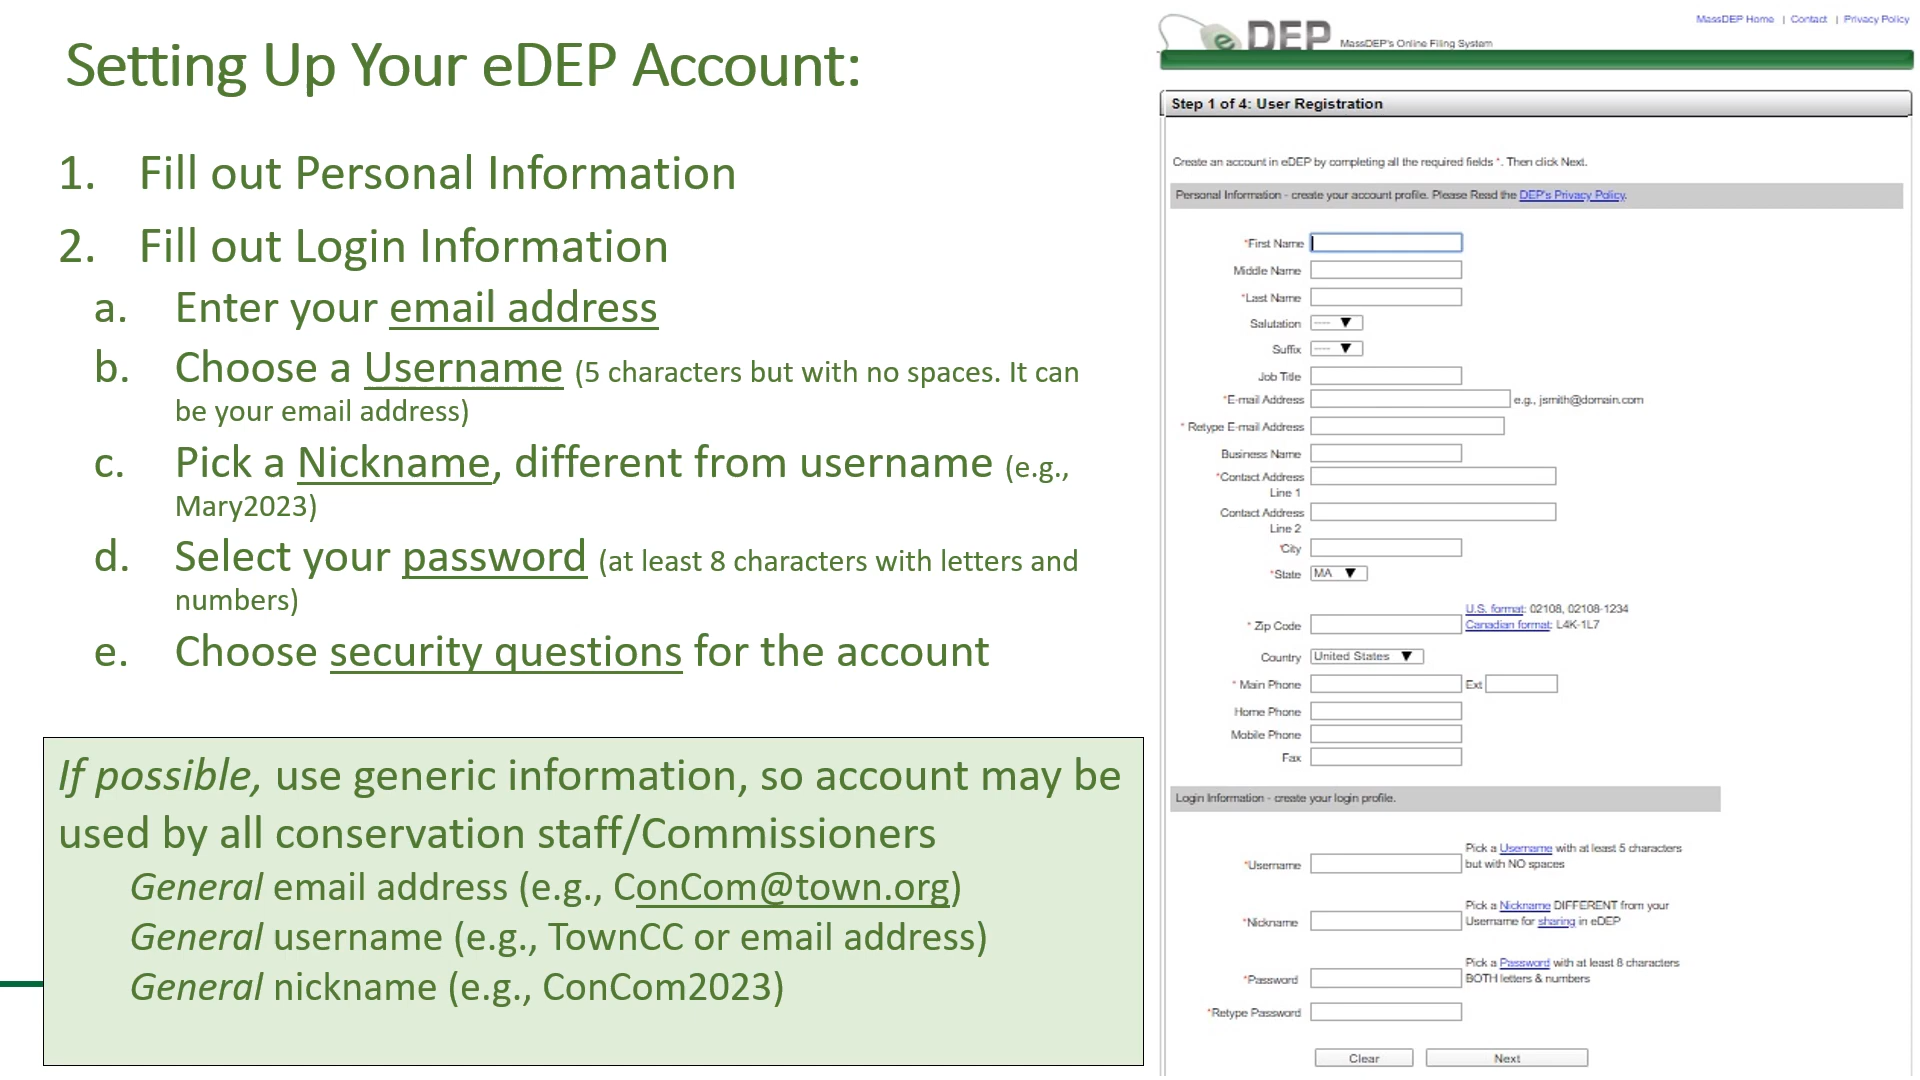 Setting Up Your eDEP Account:
1. Fill out Personal Information
2. Fill out Login Information
a. Enter your email address
b. Choose a Username (5 characters but with no spaces. It can
be your email address)
c. Pick a Nickname, different from username (e.g.,
Mary2023)
d. Select your password (at least 8 characters with letters and
numbers)
e. Choose security questions for the account
If possible, use generic information, so account may be
used by all conservation staff/Commissioners
General email address (e.g., ConCom@town.org)
General username (e.g., TownCC or email address)
General nickname (e.g., ConCom2023)
MassDEP Home | Contact | Privacy Policy
eDEP MassDEP's Online Filing System
Step 1 of 4: User Registration
Create an account in eDEP by completing all the required fields *. Then click Next.
Personal Information - create your account profile. Please Read the DEP's Privacy Policy.
*First Name
Middle Name
*Last Name
Salutation ----
Suffix ----
Job Title
*E-mail Address e.g., jsmith@domain.com
* Retype E-mail Address
Business Name
*Contact Address
Line 1
Contact Address
Line 2
*City
*State MA
U.S. format: 02108, 02108-1234
* Zip Code Canadian format: L4K-1L7
Country United States
* Main Phone Ext
Home Phone
Mobile Phone
Fax
Login Information - create your login profile.
Pick a Username with at least 5 characters
*Username but with NO spaces
Pick a Nickname DIFFERENT from your
*Nickname Username for sharing in eDEP
Pick a Password with at least 8 characters
*Password BOTH letters & numbers
*Retype Password
Clear Next